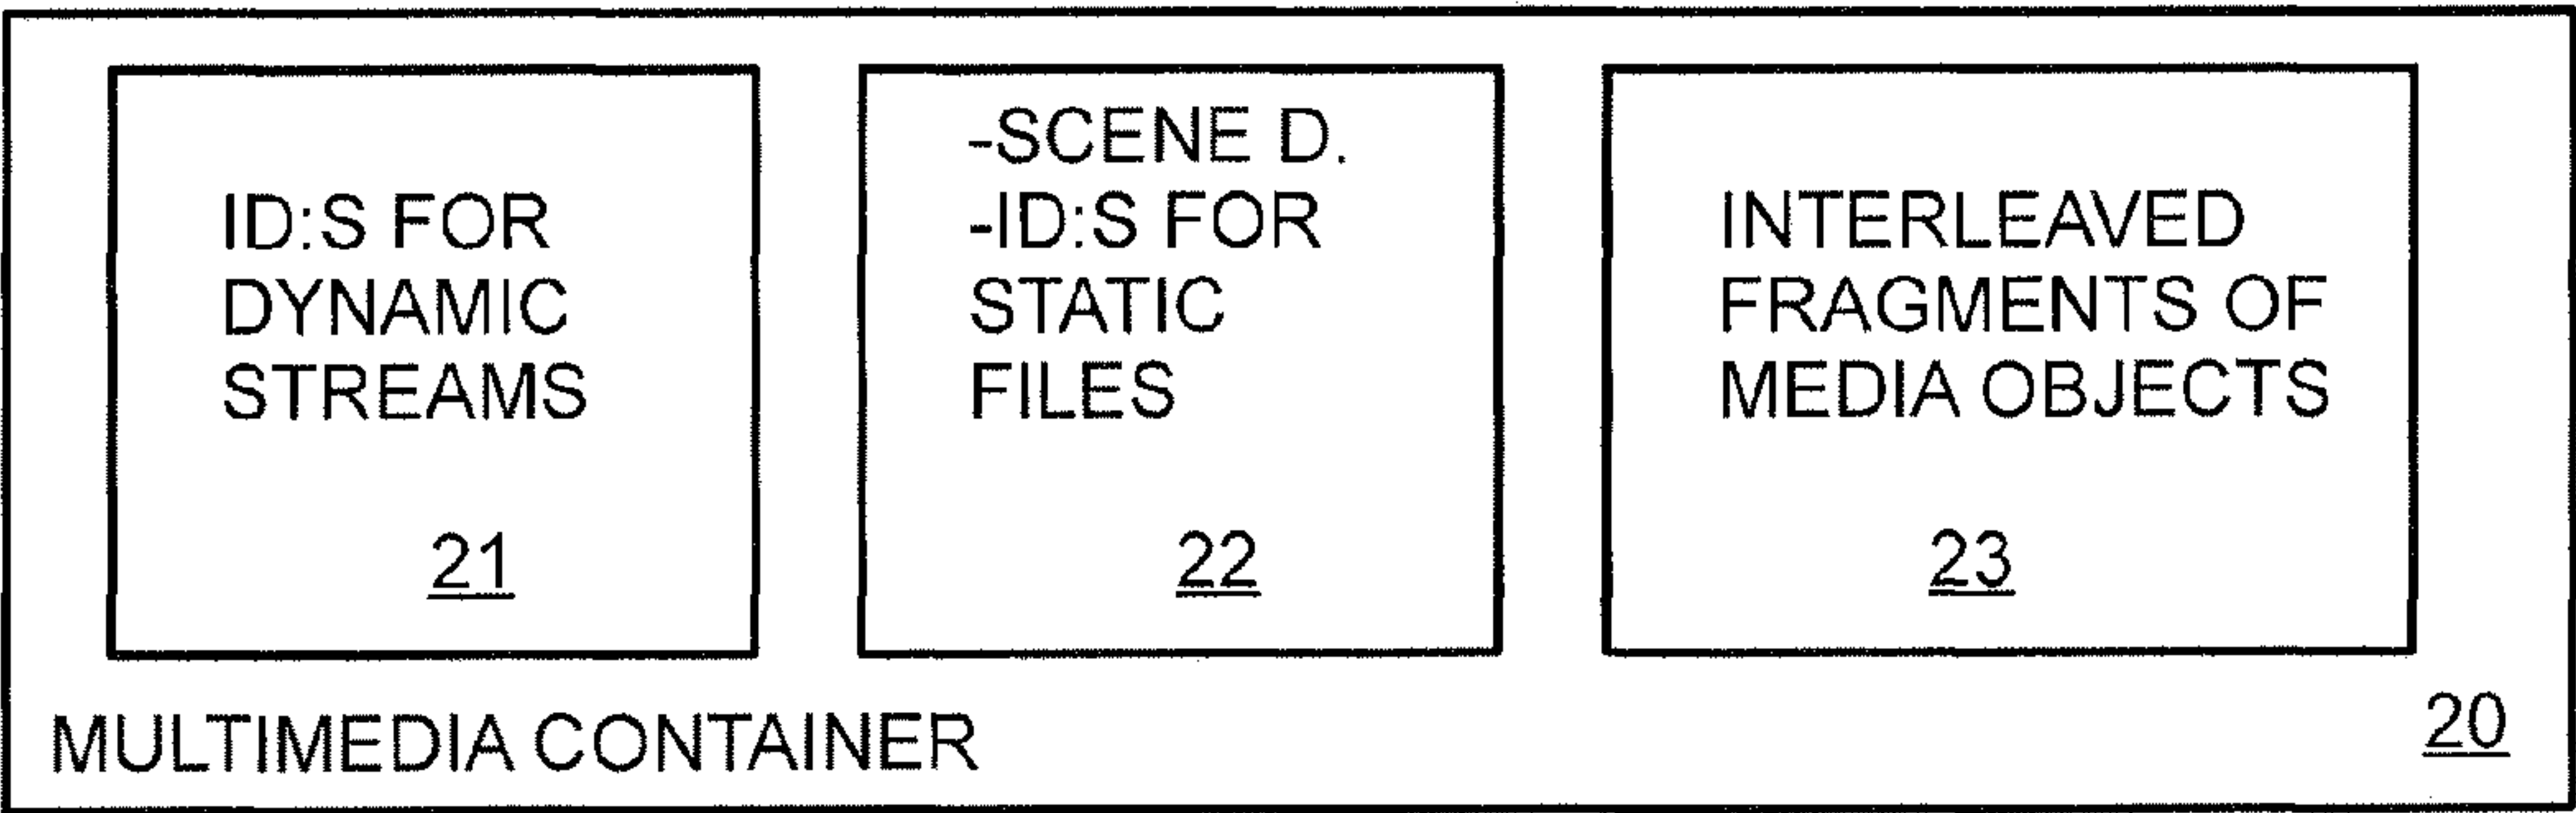 ID:S FOR
DYNAMIC
STREAMS
21
-SCENE D.
-ID:S FOR
STATIC
FILES
22
INTERLEAVED
FRAGMENTS OF
MEDIA OBJECTS
23
MULTIMEDIA CONTAINER
20